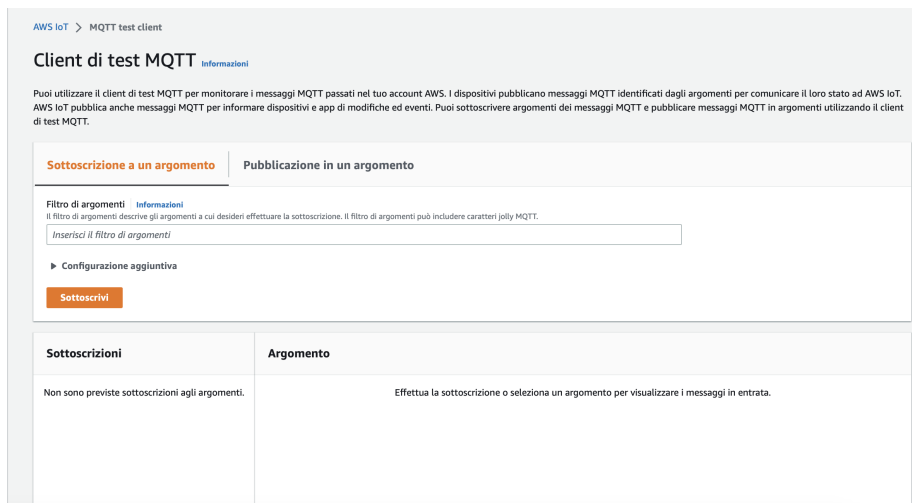 AWS IoT > MQTT test client
Client di test MQTT Informazioni
Puoi utilizzare il client di test MQTT per monitorare i messaggi MQTT passati nel tuo account AWS. I dispositivi pubblicano messaggi MQTT identificati dagli argomenti per comunicare il loro stato ad AWS IoT.
AWS IoT pubblica anche messaggi MQTT per informare dispositivi e app di modifiche ed eventi. Puoi sottoscrivere argomenti dei messaggi MQTT e pubblicare messaggi MQTT in argomenti utilizzando il client
di test MQTT.
Sottoscrizione a un argomento Pubblicazione in un argomento
Filtro di argomenti Informazioni
Il filtro di argomenti descrive gli argomenti a cui desideri effettuare la sottoscrizione. Il filtro di argomenti può includere caratteri jolly MQTT.
Inserisci il filtro di argomenti
Configurazione aggiuntiva
Sottoscrivi
Sottoscrizioni Argomento
Non sono previste sottoscrizioni agli argomenti. Effettua la sottoscrizione o seleziona un argomento per visualizzare i messaggi in entrata.